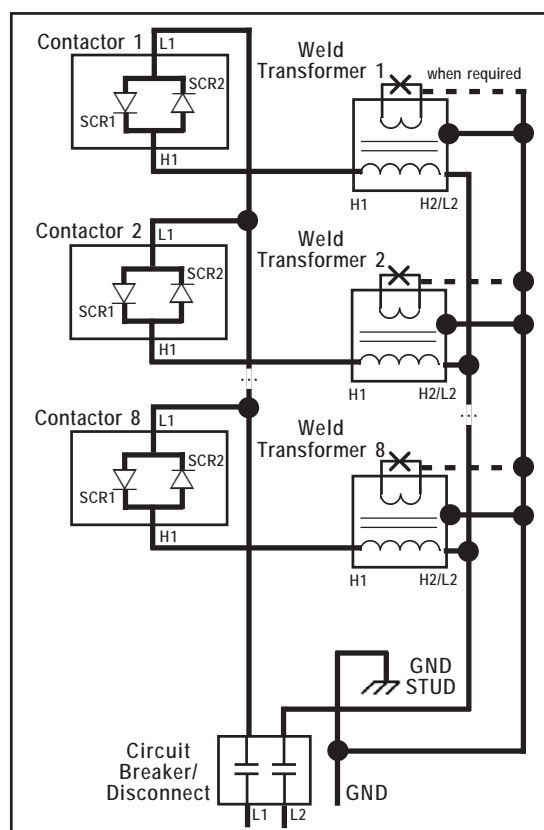 Contactor 1
L1
SCR1
SCR2
H1
Weld
Transformer 1
when required
H1
H2/L2
Contactor 2
L1
SCR1
SCR2
H1
Weld
Transformer 2
H1
H2/L2
...
...
Contactor 8
L1
SCR1
SCR2
H1
Weld
Transformer 8
H1
H2/L2
GND
STUD
Circuit
Breaker/
Disconnect
L1
L2
GND